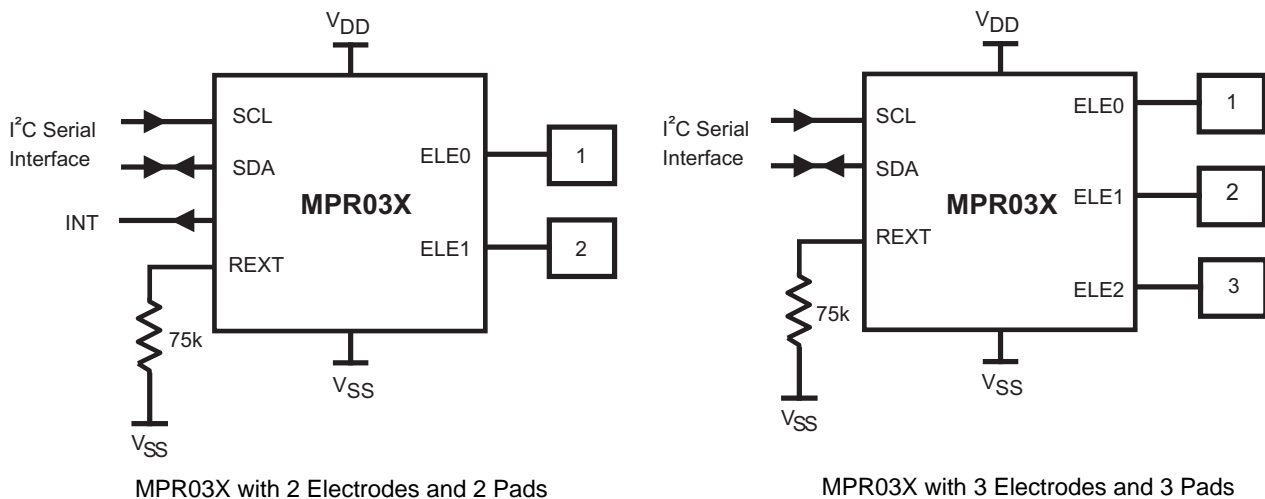 VDD
I²C Serial
Interface
SCL
SDA
INT
REXT
MPR03X
ELE0
ELE1
1
2
75k
VSS
VSS
MPR03X with 2 Electrodes and 2 Pads
VDD
I²C Serial
Interface
SCL
SDA
REXT
MPR03X
ELE0
ELE1
ELE2
1
2
3
75k
VSS
VSS
MPR03X with 3 Electrodes and 3 Pads